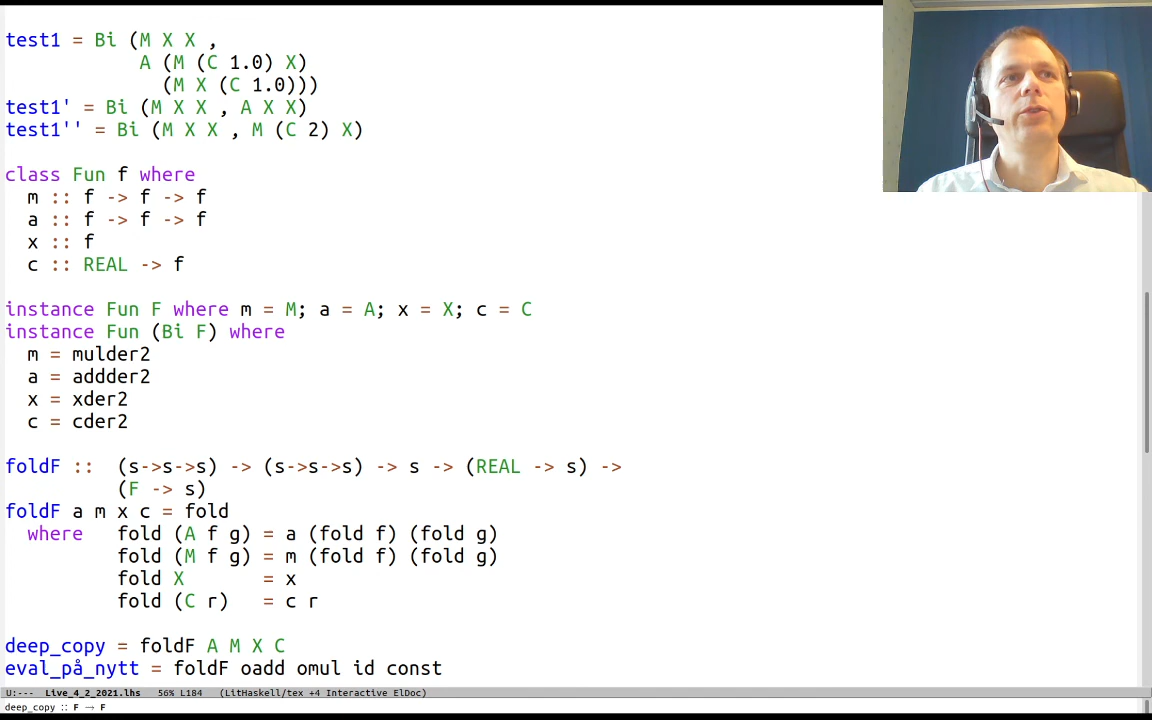 test1 = Bi (M X X ,
            A (M (C 1.0) X)
              (M X (C 1.0)))
test1' = Bi (M X X , A X X)
test1'' = Bi (M X X , M (C 2) X)
class Fun f where
  m :: f -> f -> f
  a :: f -> f -> f
  x :: f
  c :: REAL -> f
instance Fun F where m = M; a = A; x = X; c = C
instance Fun (Bi F) where
  m = mulder2
  a = addder2
  x = xder2
  c = cder2
foldF ::  (s->s->s) -> (s->s->s) -> s -> (REAL -> s) ->
          (F -> s)
foldF a m x c = fold
  where   fold (A f g) = a (fold f) (fold g)
          fold (M f g) = m (fold f) (fold g)
          fold X       = x
          fold (C r)   = c r
deep_copy = foldF A M X C
eval_på_nytt = foldF oadd omul id const
U:---  Live_4_2_2021.lhs   56% L184   (LitHaskell/tex +4 Interactive ElDoc)
deep_copy :: F → F